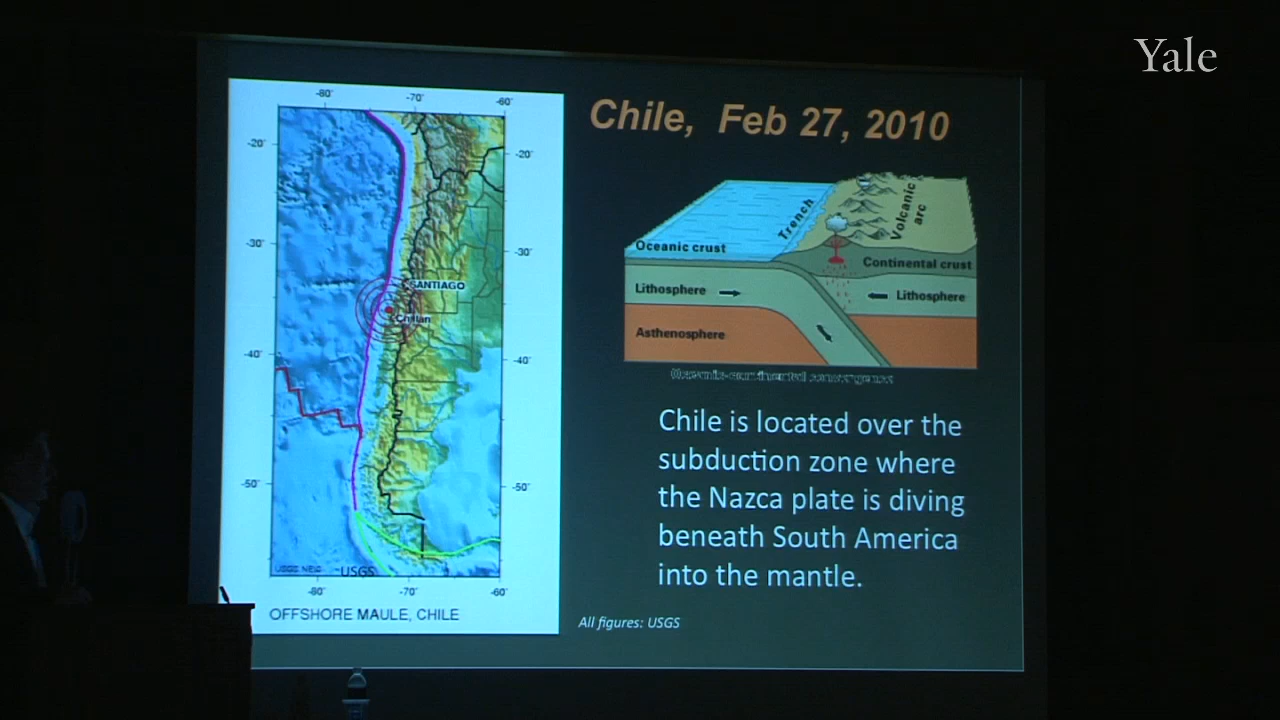 Yale
Chile, Feb 27, 2010
-80°
-70°
-60°
-20°
-20°
-30°
-30°
SANTIAGO
Chillan
-40°
-40°
-50°
-50°
USGS
-80°
-70°
-60°
OFFSHORE MAULE, CHILE
Trench
Volcanic
arc
Oceanic crust
Continental crust
Lithosphere
Lithosphere
Asthenosphere
Oceanic-continental convergence
Chile is located over the
subduction zone where
the Nazca plate is diving
beneath South America
into the mantle.
All figures: USGS